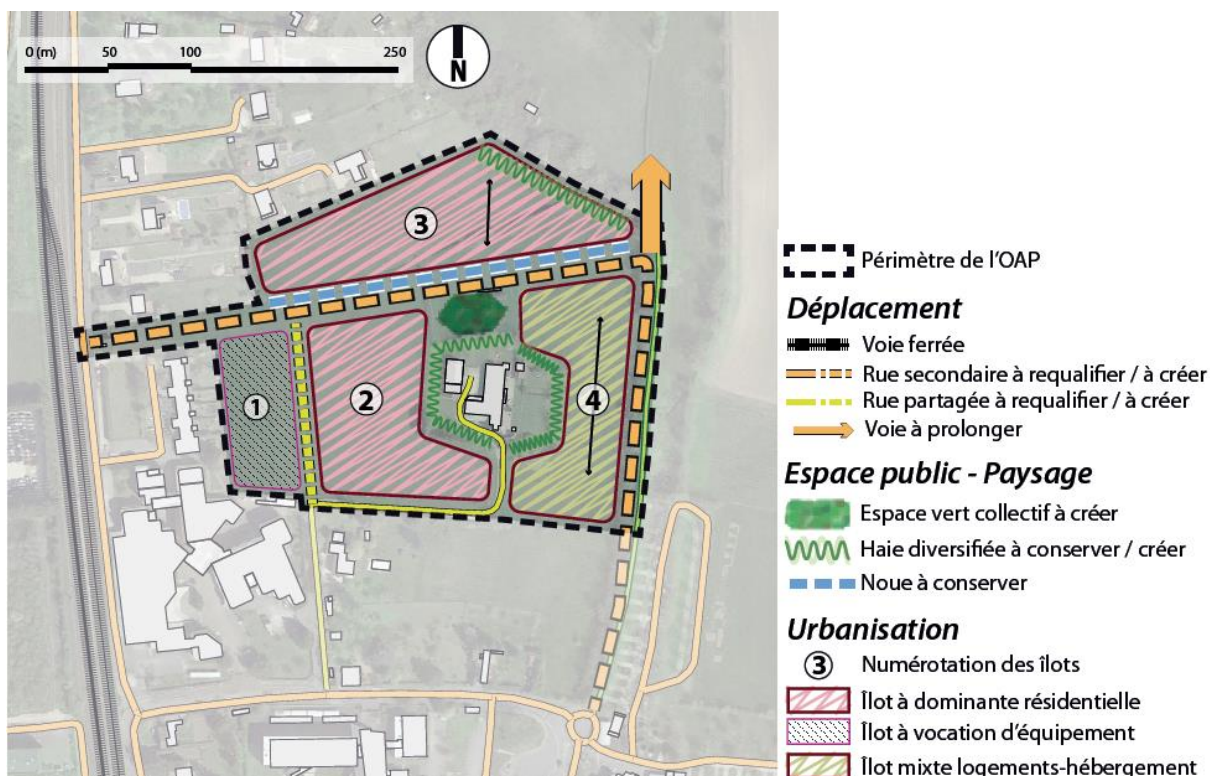 0 (m) 50 100 250
N
3
1
2
4
Périmètre de l'OAP
Déplacement
Voie ferrée
Rue secondaire à requalifier / à créer
Rue partagée à requalifier / à créer
Voie à prolonger
Espace public - Paysage
Espace vert collectif à créer
Haie diversifiée à conserver / créer
Noue à conserver
Urbanisation
3 Numérotation des îlots
Îlot à dominante résidentielle
Îlot à vocation d'équipement
Îlot mixte logements-hébergement